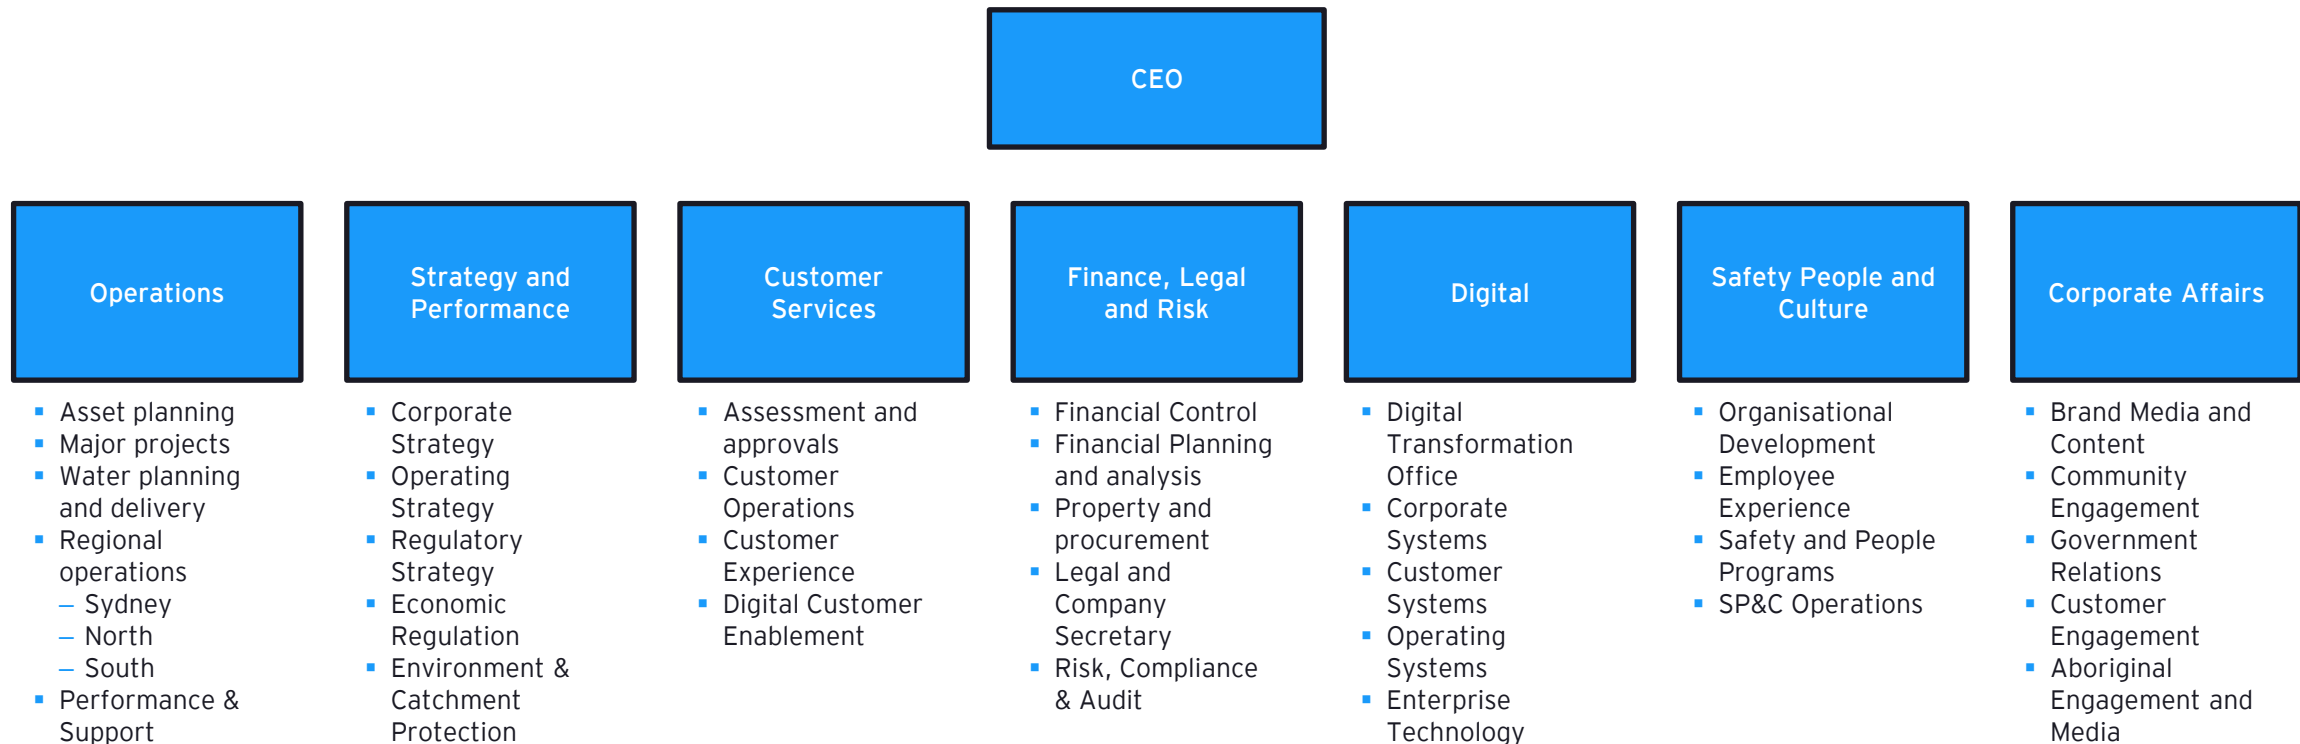 CEO
Operations
Strategy and
Performance
Customer
Services
Finance, Legal
and Risk
Digital
Safety People and
Culture
Corporate Affairs
▪ Asset planning
▪ Major projects
▪ Water planning
and delivery
▪ Regional
operations
– Sydney
– North
– South
▪ Performance &
Support
▪ Corporate
Strategy
▪ Operating
Strategy
▪ Regulatory
Strategy
▪ Economic
Regulation
▪ Environment &
Catchment
Protection
▪ Assessment and
approvals
▪ Customer
Operations
▪ Customer
Experience
▪ Digital Customer
Enablement
▪ Financial Control
▪ Financial Planning
and analysis
▪ Property and
procurement
▪ Legal and
Company
Secretary
▪ Risk, Compliance
& Audit
▪ Digital
Transformation
Office
▪ Corporate
Systems
▪ Customer
Systems
▪ Operating
Systems
▪ Enterprise
Technology
▪ Organisational
Development
▪ Employee
Experience
▪ Safety and People
Programs
▪ SP&C Operations
▪ Brand Media and
Content
▪ Community
Engagement
▪ Government
Relations
▪ Customer
Engagement
▪ Aboriginal
Engagement and
Media